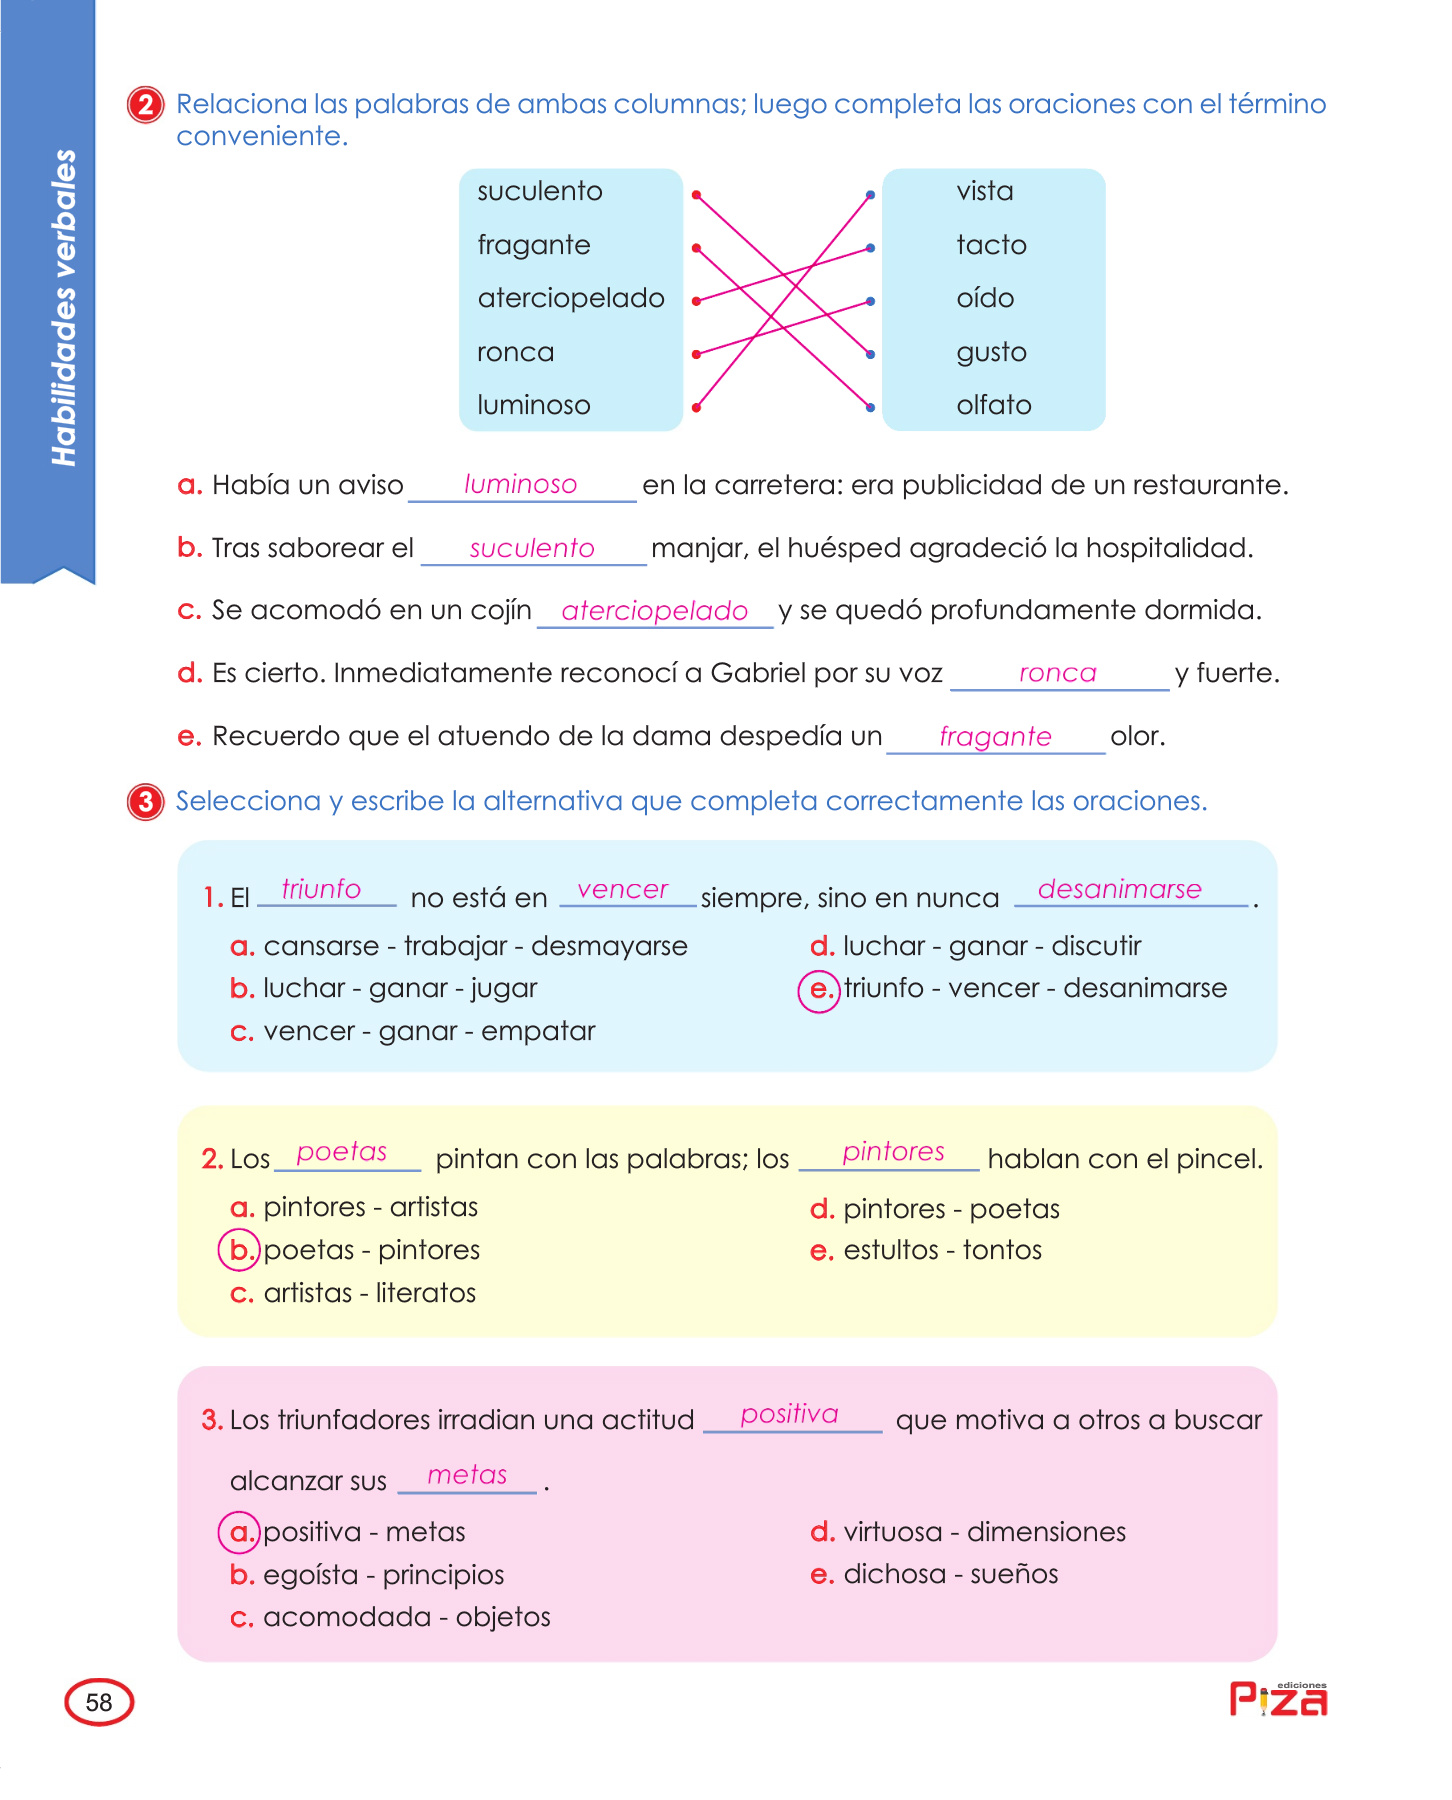 Habilidades verbales
2 Relaciona las palabras de ambas columnas; luego completa las oraciones con el término
conveniente.
suculento vista
fragante tacto
aterciopelado oído
ronca gusto
luminoso olfato
a. Había un aviso luminoso en la carretera: era publicidad de un restaurante.
b. Tras saborear el suculento manjar, el huésped agradeció la hospitalidad.
c. Se acomodó en un cojín aterciopelado y se quedó profundamente dormida.
d. Es cierto. Inmediatamente reconocí a Gabriel por su voz ronca y fuerte.
e. Recuerdo que el atuendo de la dama despedía un fragante olor.
3 Selecciona y escribe la alternativa que completa correctamente las oraciones.
1. El triunfo no está en vencer siempre, sino en nunca desanimarse.
a. cansarse - trabajar - desmayarse d. luchar - ganar - discutir
b. luchar - ganar - jugar e. triunfo - vencer - desanimarse
c. vencer - ganar - empatar
2. Los poetas pintan con las palabras; los pintores hablan con el pincel.
a. pintores - artistas d. pintores - poetas
b. poetas - pintores e. estultos - tontos
c. artistas - literatos
3. Los triunfadores irradian una actitud positiva que motiva a otros a buscar
alcanzar sus metas.
a. positiva - metas d. virtuosa - dimensiones
b. egoísta - principios e. dichosa - sueños
c. acomodada - objetos
58
ediciones
Piza